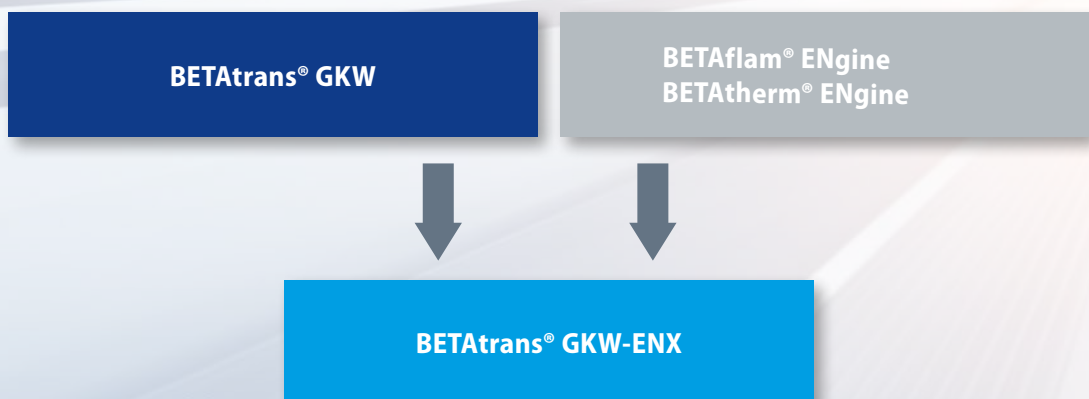 BETAtrans® GKW
BETAflam® ENgine
BETAtherm® ENgine
BETAtrans® GKW-ENX